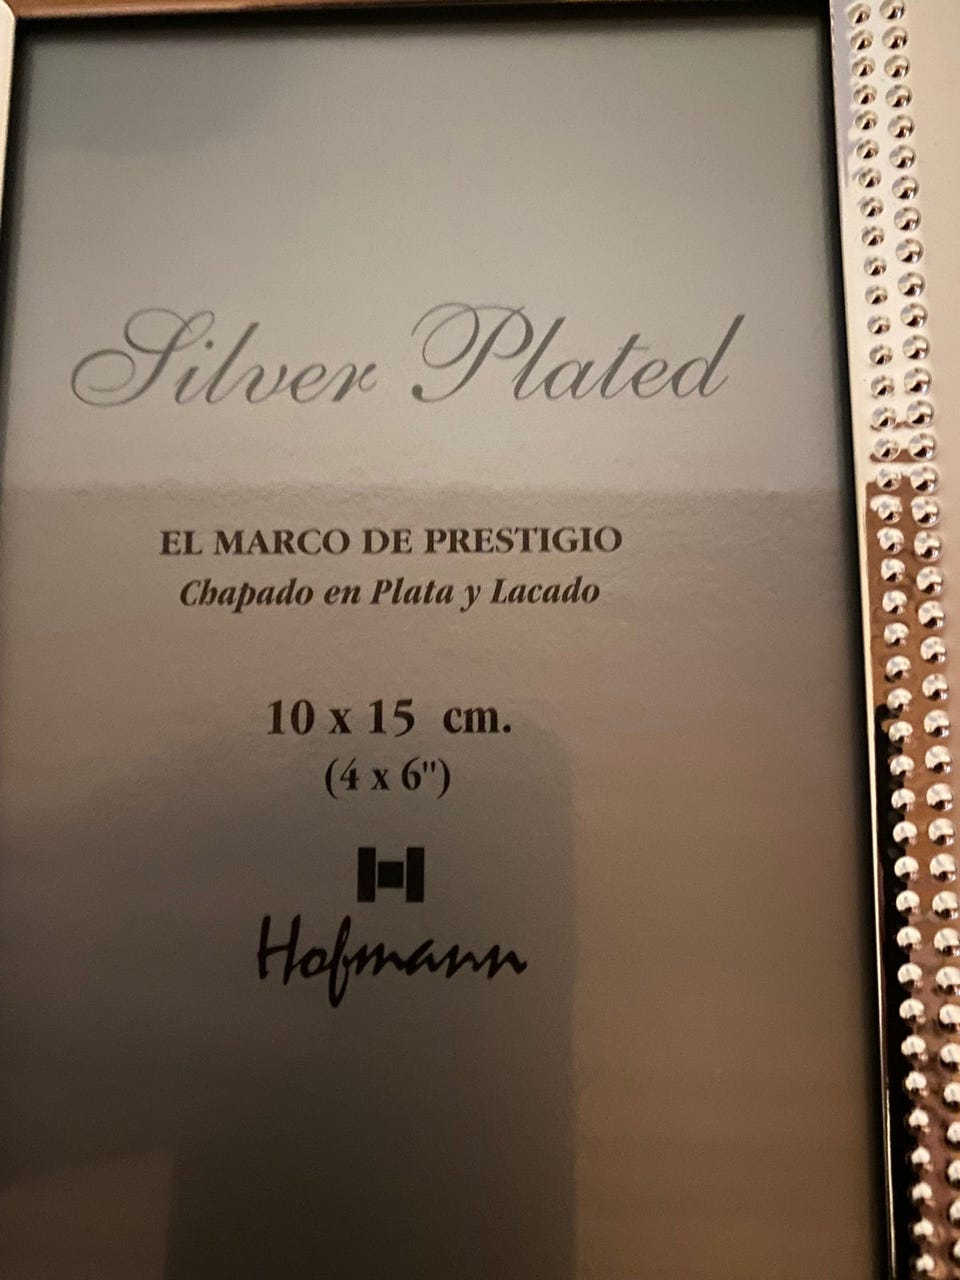 Silver Plated
EL MARCO DE PRESTIGIO
Chapado en Plata y Lacado
10 x 15 cm.
(4 x 6")
Hofmann